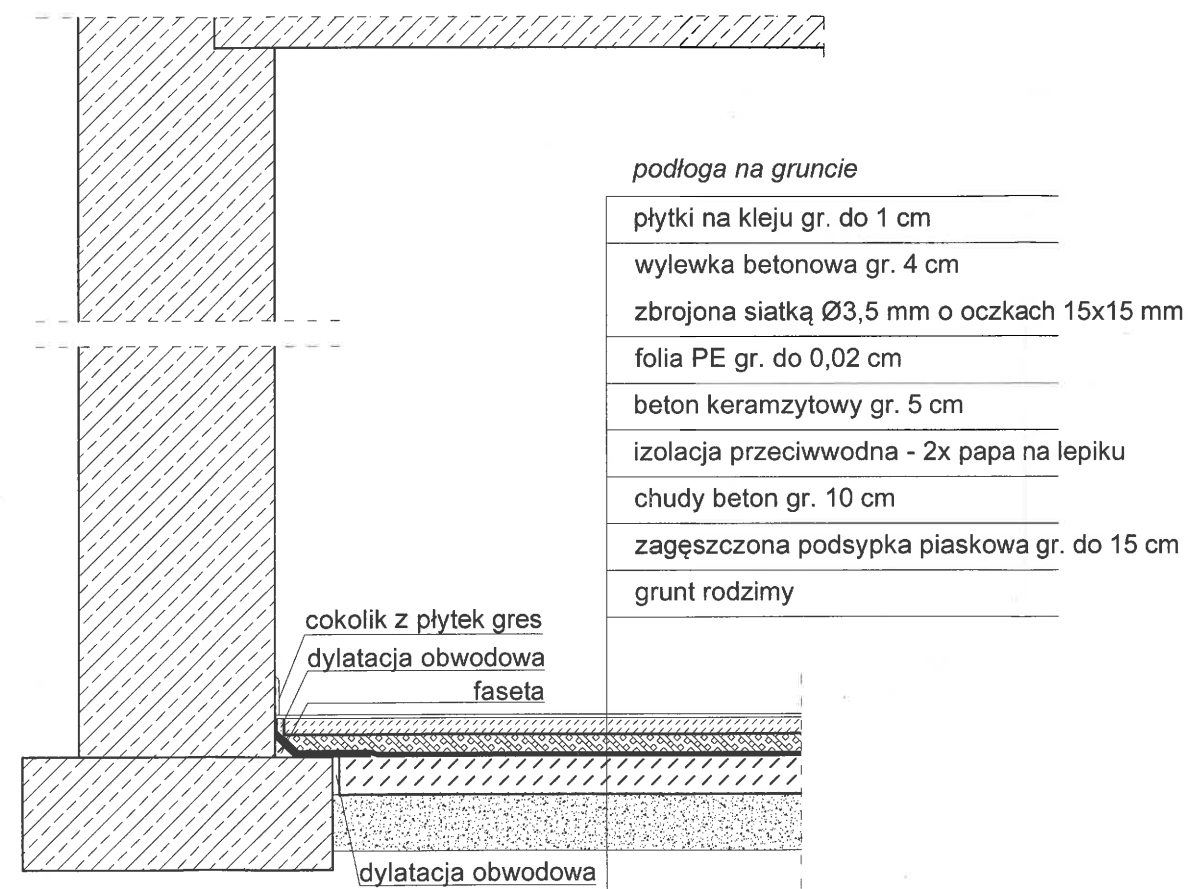 podłoga na gruncie
płytki na kleju gr. do 1 cm
wylewka betonowa gr. 4 cm
zbrojona siatką Ø3,5 mm o oczkach 15x15 mm
folia PE gr. do 0,02 cm
beton keramzytowy gr. 5 cm
izolacja przeciwwodna - 2x papa na lepiku
chudy beton gr. 10 cm
zagęszczona podsypka piaskowa gr. do 15 cm
grunt rodzimy
cokolik z płytek gres
dylatacja obwodowa
faseta
dylatacja obwodowa